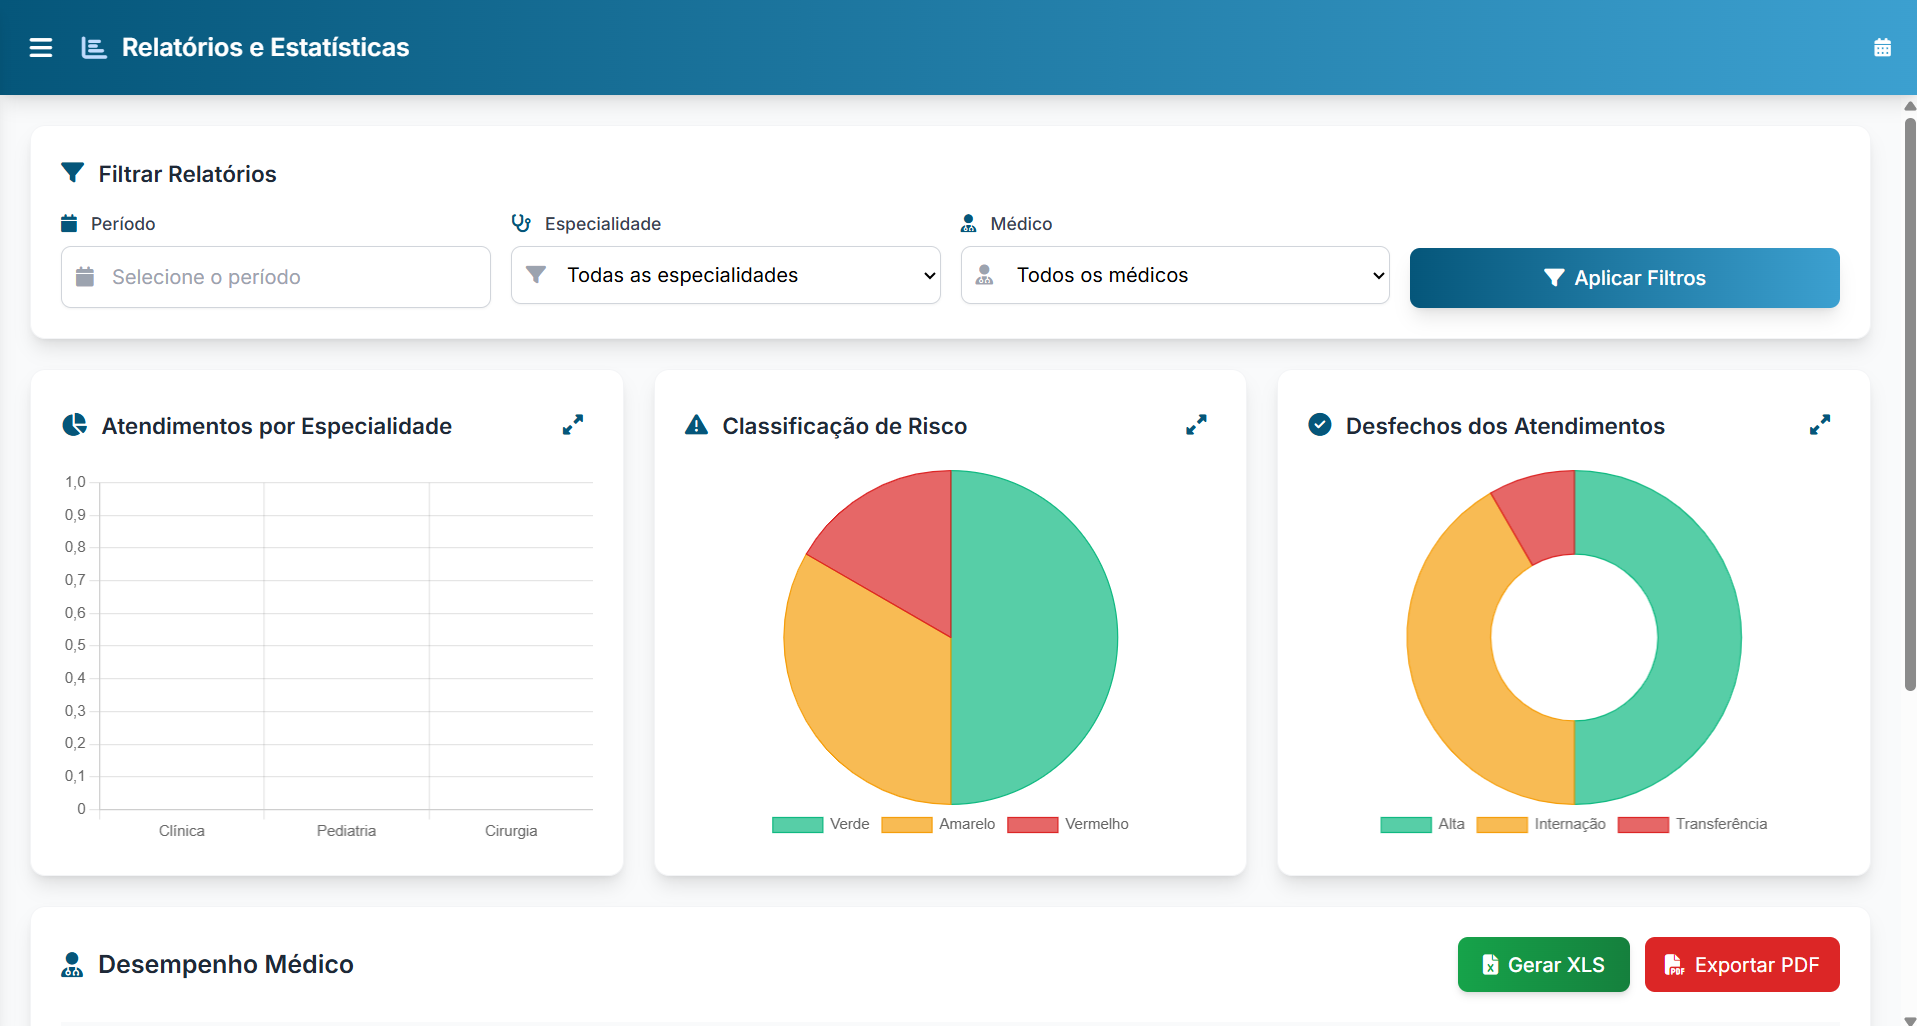 Relatórios e Estatísticas
Filtrar Relatórios
Período
Especialidade
Médico
Selecione o período
Todas as especialidades
Todos os médicos
Aplicar Filtros
Atendimentos por Especialidade
1,0
0,9
0,8
0,7
0,6
0,5
0,4
0,3
0,2
0,1
0
Clínica Pediatria Cirurgia
Classificação de Risco
Verde Amarelo Vermelho
Desfechos dos Atendimentos
Alta Internação Transferência
Desempenho Médico
Gerar XLS
Exportar PDF